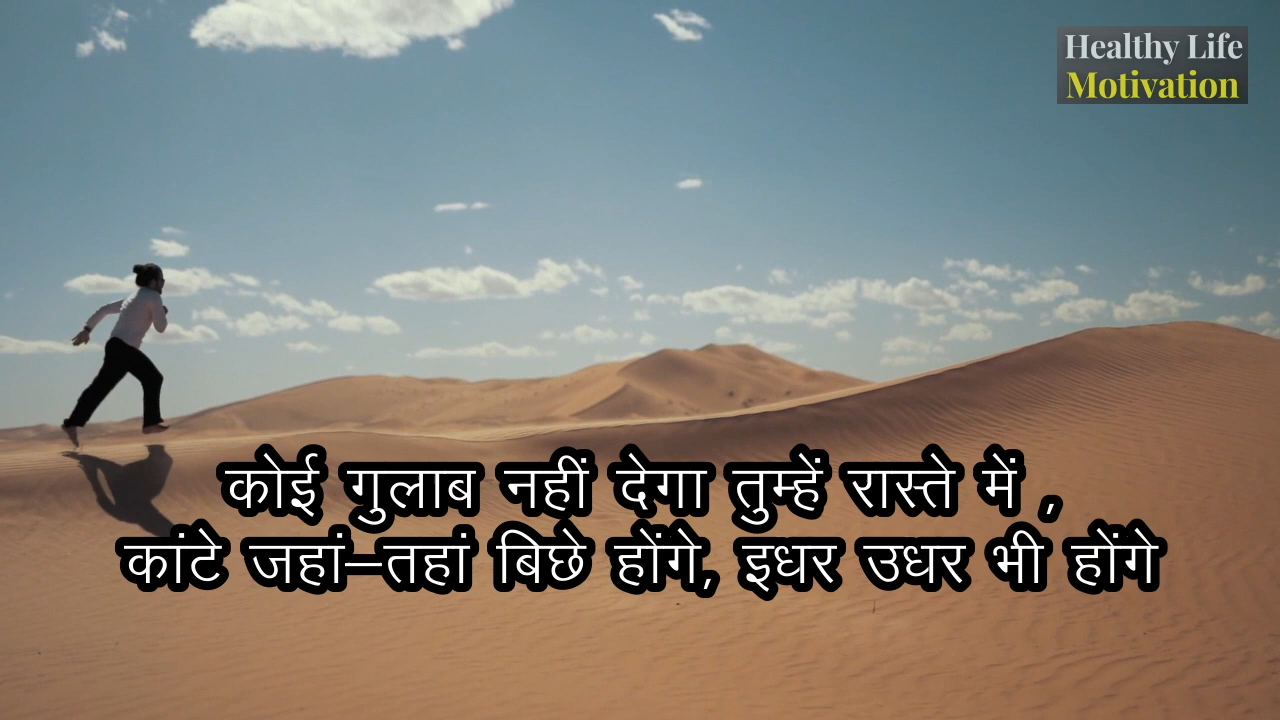 Healthy Life
Motivation
कोई गुलाब नहीं देगा तुम्हें रास्ते में ,
कांटे जहां–तहां बिछे होंगे, इधर उधर भी होंगे